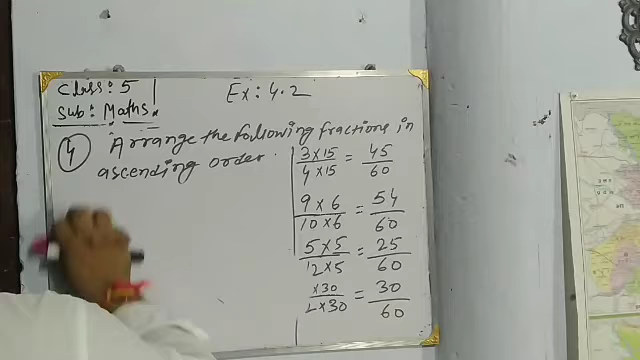 Class: 5
Sub: Maths.
Ex: 4.2
4 Arrange the following fractions in
ascending order.
3 × 15 / 4 × 15 = 45 / 60
9 × 6 / 10 × 6 = 54 / 60
5 × 5 / 12 × 5 = 25 / 60
× 30 / 2 × 30 = 30 / 60